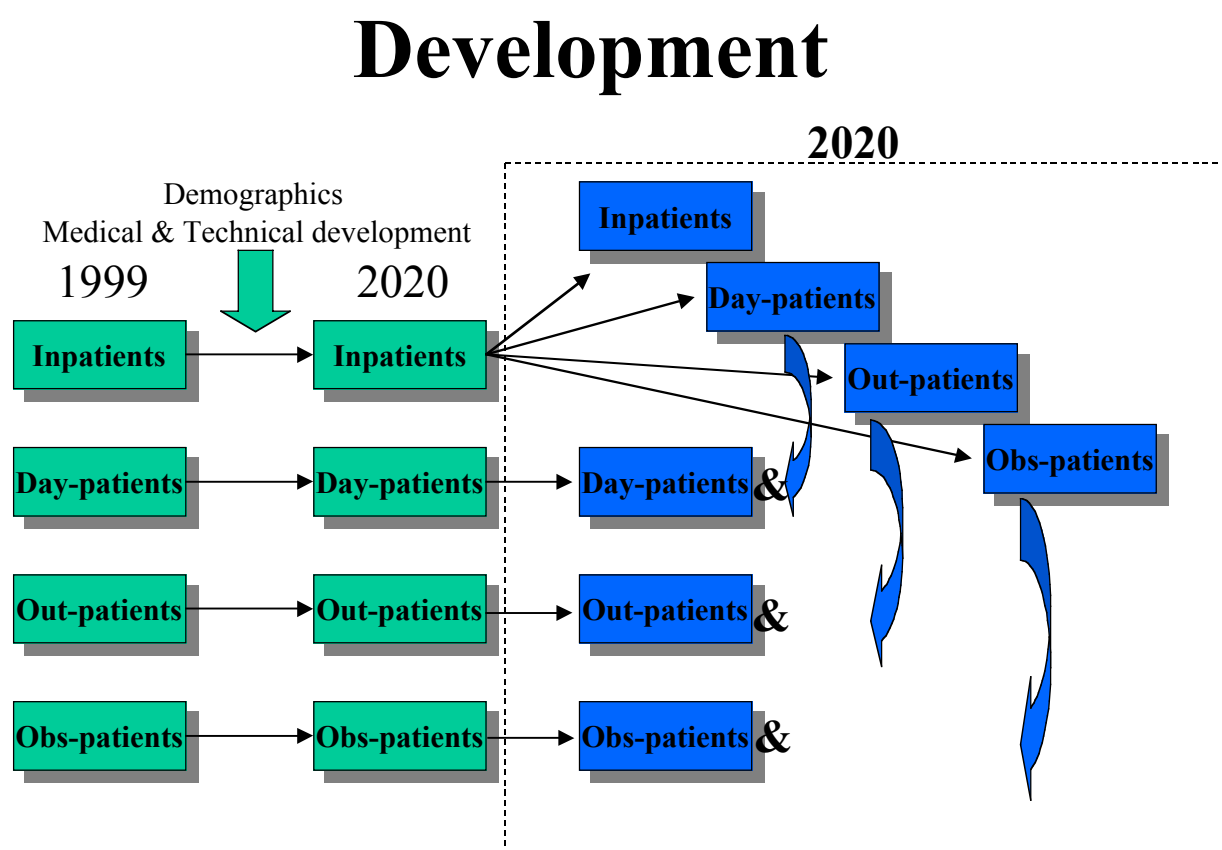 Development
2020
Demographics
Medical & Technical development
1999
2020
Inpatients
Day-patients
Out-patients
Obs-patients
Inpatients
Inpatients
Day-patients
Day-patients
Day-patients &
Out-patients
Out-patients
Out-patients &
Obs-patients
Obs-patients
Obs-patients &